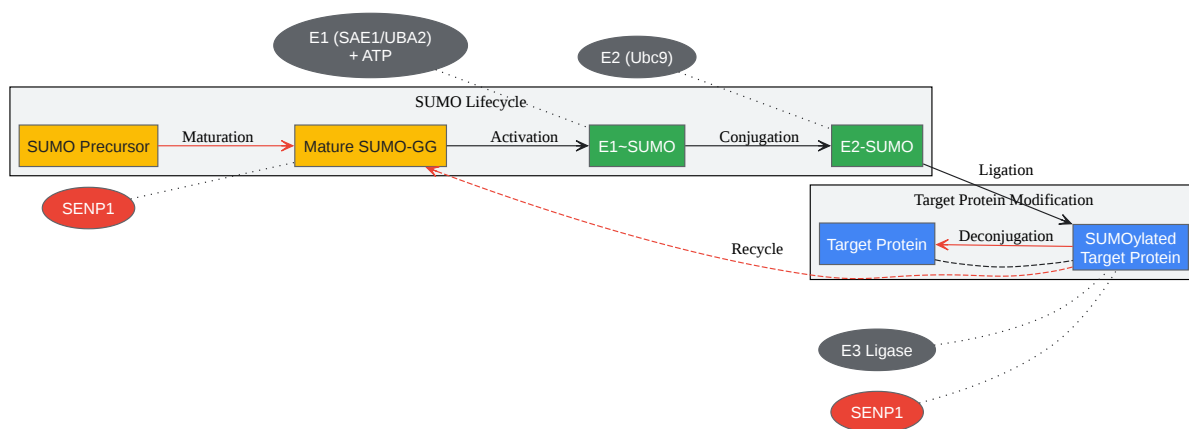 E1 (SAE1/UBA2)
+ ATP
E2 (Ubc9)
SUMO Lifecycle
SUMO Precursor
Maturation
Mature SUMO-GG
Activation
E1~SUMO
Conjugation
E2-SUMO
Ligation
SENP1
Target Protein Modification
Target Protein
Deconjugation
SUMOylated
Target Protein
Recycle
E3 Ligase
SENP1